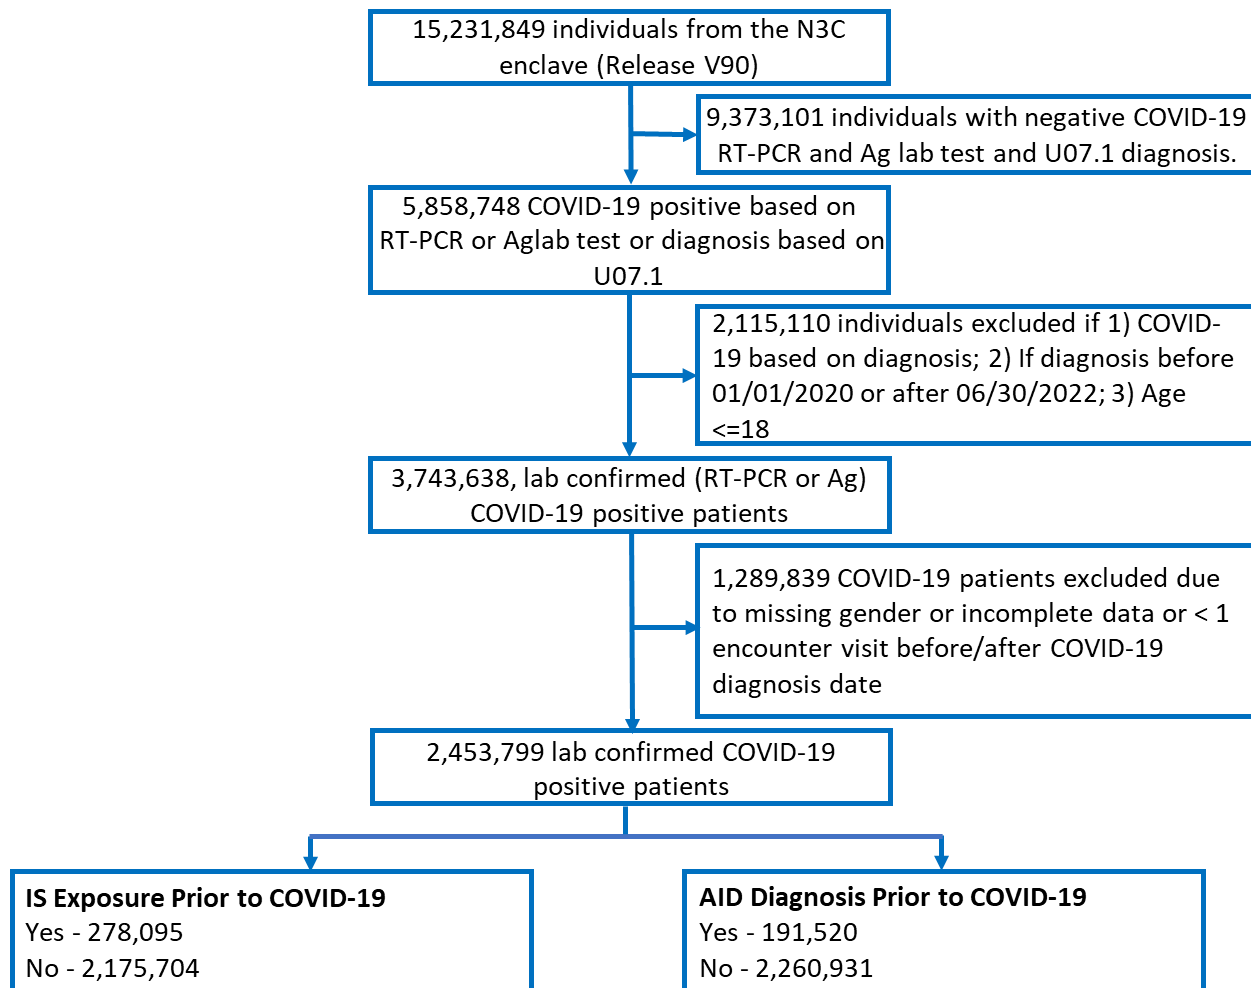 15,231,849 individuals from the N3C
enclave (Release V90)
9,373,101 individuals with negative COVID-19
RT-PCR and Ag lab test and U07.1 diagnosis.
5,858,748 COVID-19 positive based on
RT-PCR or Aglab test or diagnosis based on
U07.1
2,115,110 individuals excluded if 1) COVID-
19 based on diagnosis; 2) If diagnosis before
01/01/2020 or after 06/30/2022; 3) Age
<=18
3,743,638, lab confirmed (RT-PCR or Ag)
COVID-19 positive patients
1,289,839 COVID-19 patients excluded due
to missing gender or incomplete data or < 1
encounter visit before/after COVID-19
diagnosis date
2,453,799 lab confirmed COVID-19
positive patients
IS Exposure Prior to COVID-19
Yes - 278,095
No - 2,175,704
AID Diagnosis Prior to COVID-19
Yes - 191,520
No - 2,260,931